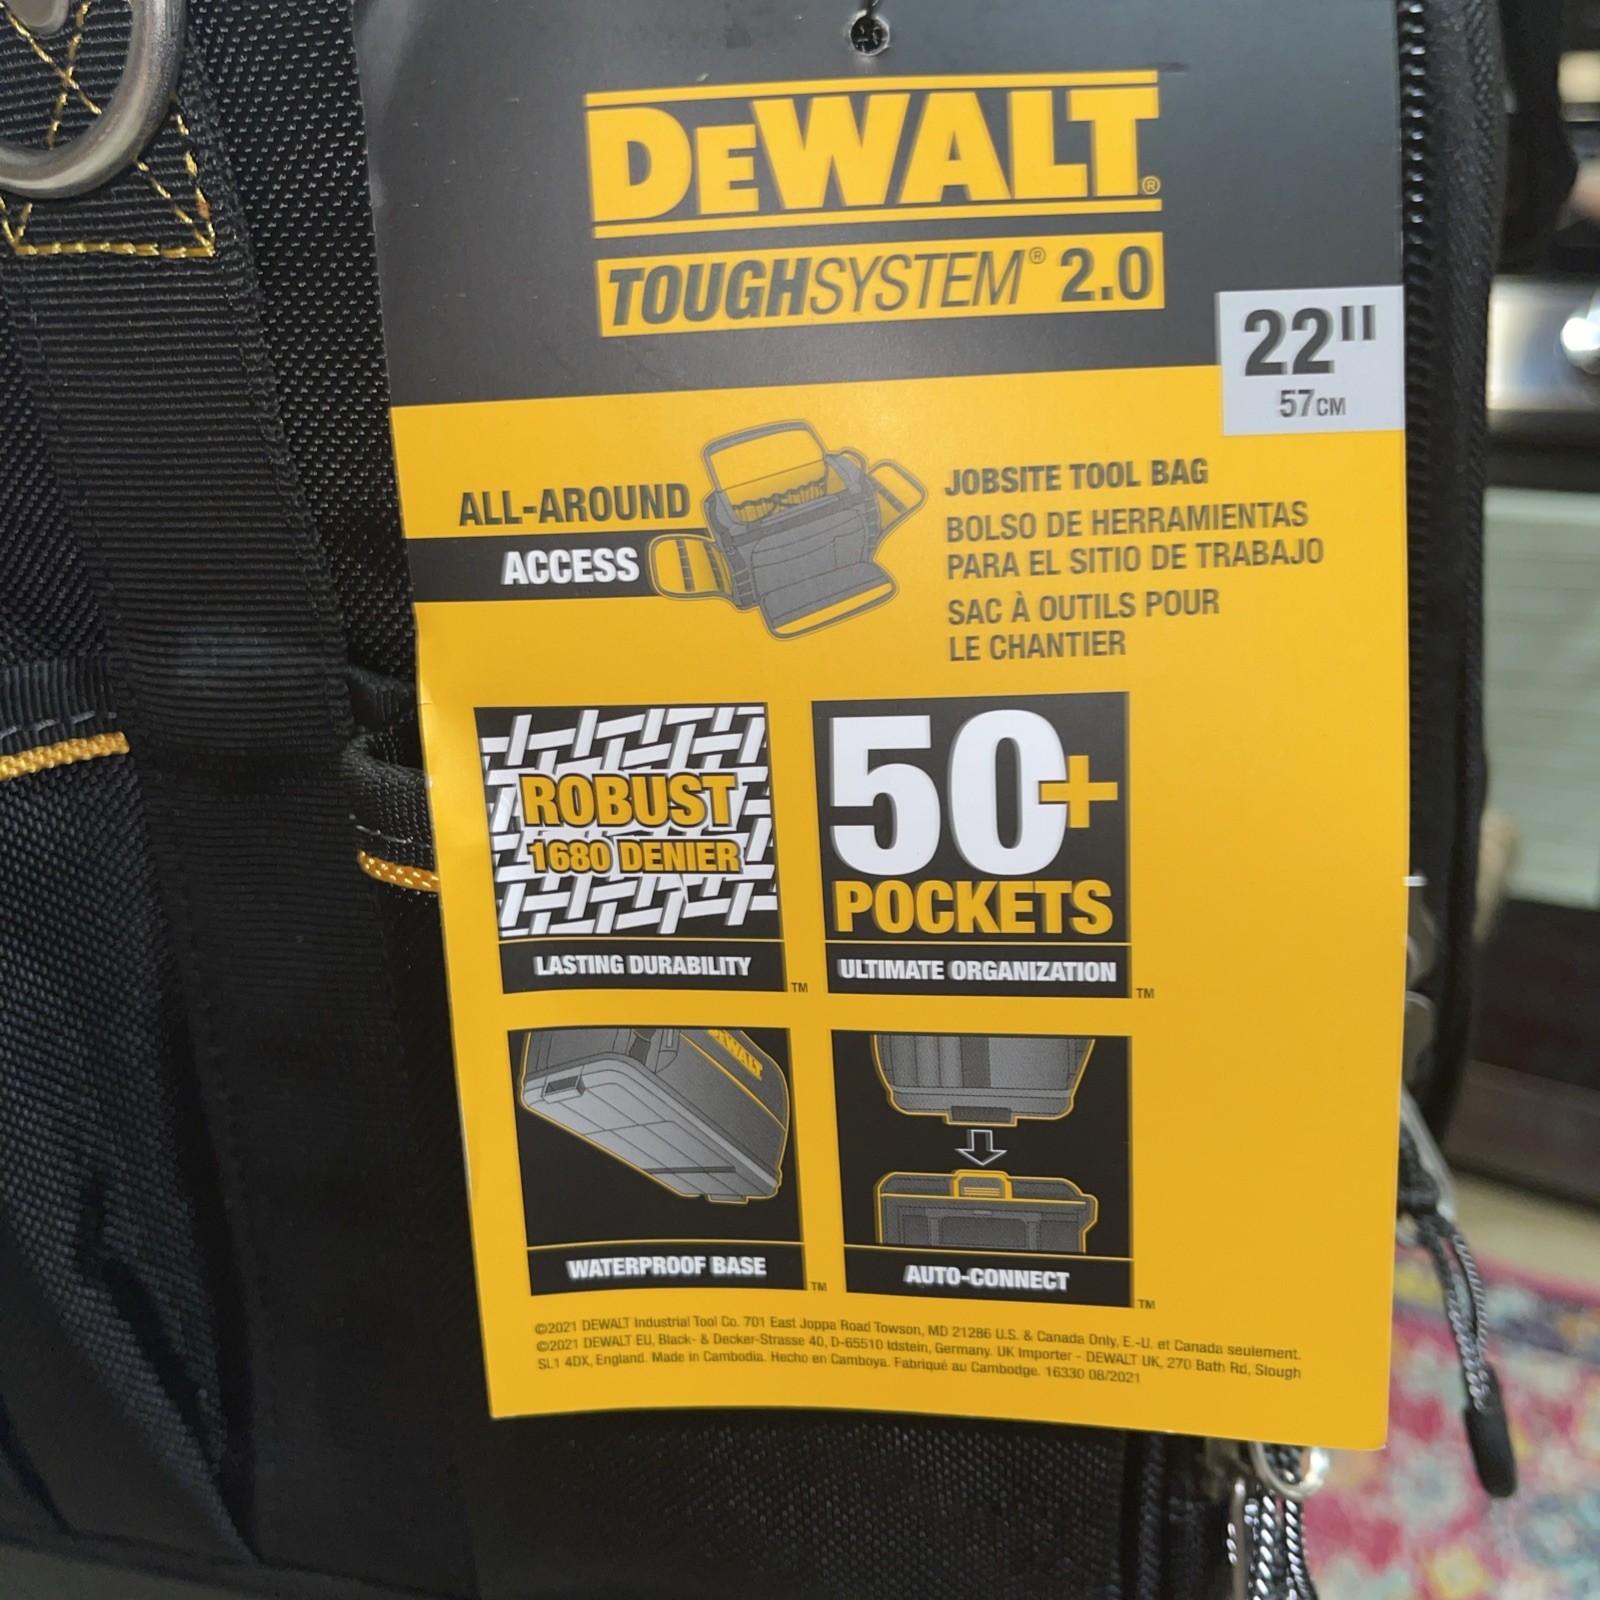 DEWALT®
TOUGHSYSTEM® 2.0
22"
57CM
ALL-AROUND
ACCESS
JOBSITE TOOL BAG
BOLSO DE HERRAMIENTAS
PARA EL SITIO DE TRABAJO
SAC À OUTILS POUR
LE CHANTIER
ROBUST
1680 DENIER
LASTING DURABILITY
TM
50+
POCKETS
ULTIMATE ORGANIZATION
TM
DEWALT
WATERPROOF BASE
TM
AUTO-CONNECT
TM
©2021 DEWALT Industrial Tool Co. 701 East Joppa Road Towson, MD 21286 U.S. & Canada Only, E.-U. et Canada seulement.
©2021 DEWALT EU, Black- & Decker-Strasse 40, D-65510 Idstein, Germany. UK Importer - DEWALT UK, 270 Bath Rd, Slough
SL1 4DX, England. Made in Cambodia. Hecho en Camboya. Fabriqué au Cambodge. 16330 08/2021